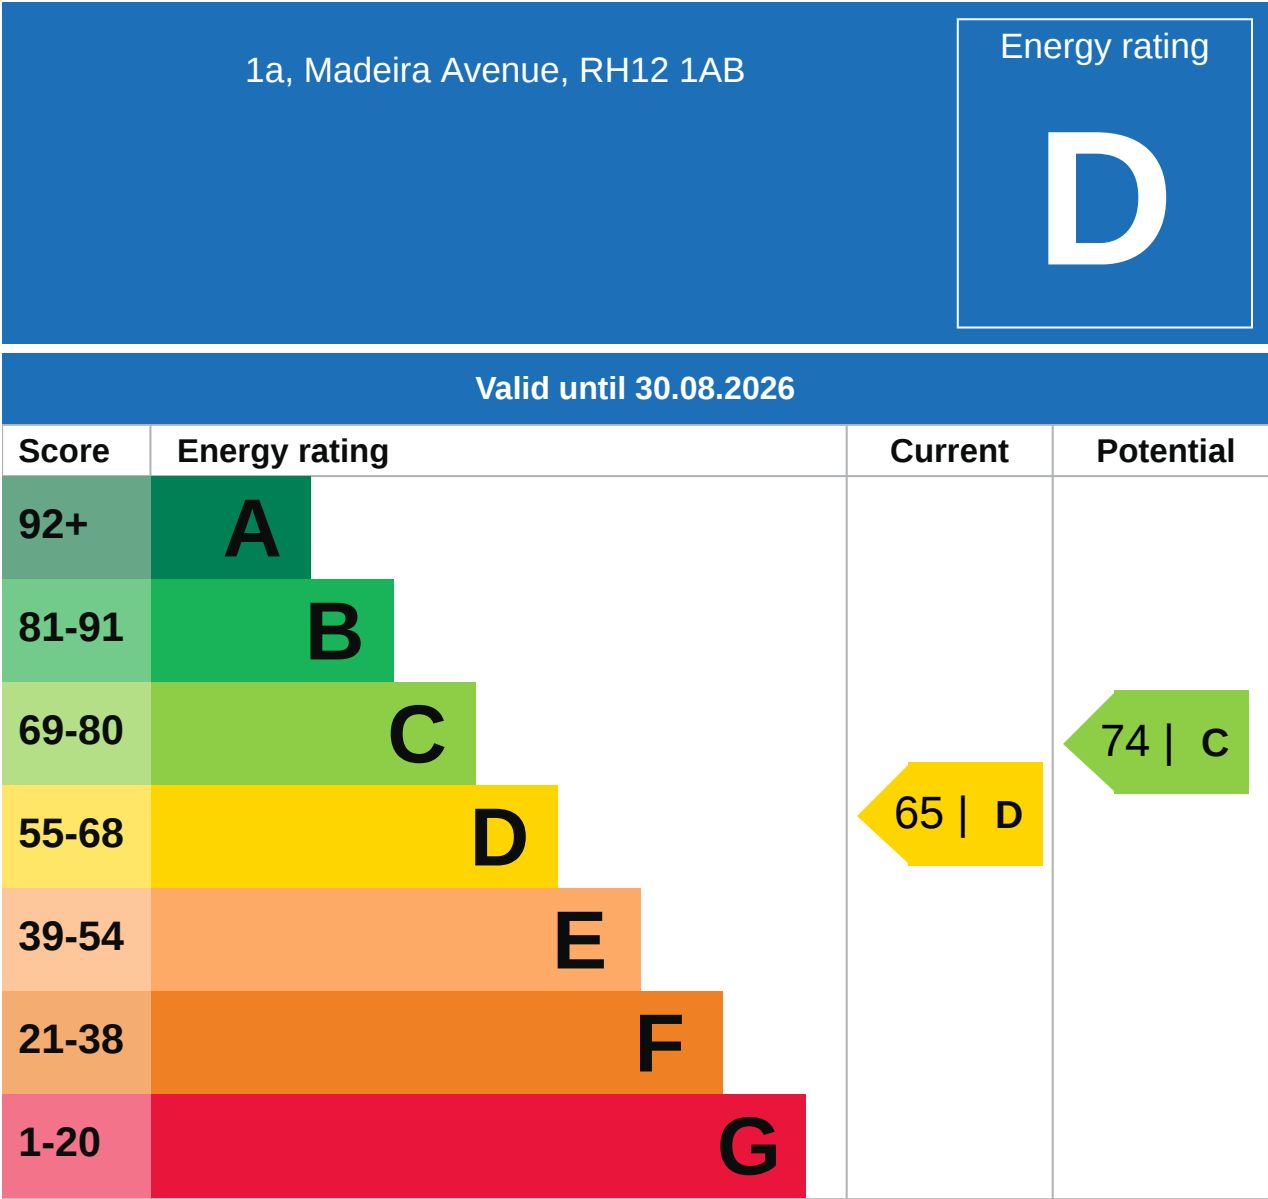 1a, Madeira Avenue, RH12 1AB
Energy rating
D
Valid until 30.08.2026
Score Energy rating Current Potential
92+ A
81-91 B
69-80 C
74 | C
55-68 D
65 | D
39-54 E
21-38 F
1-20 G